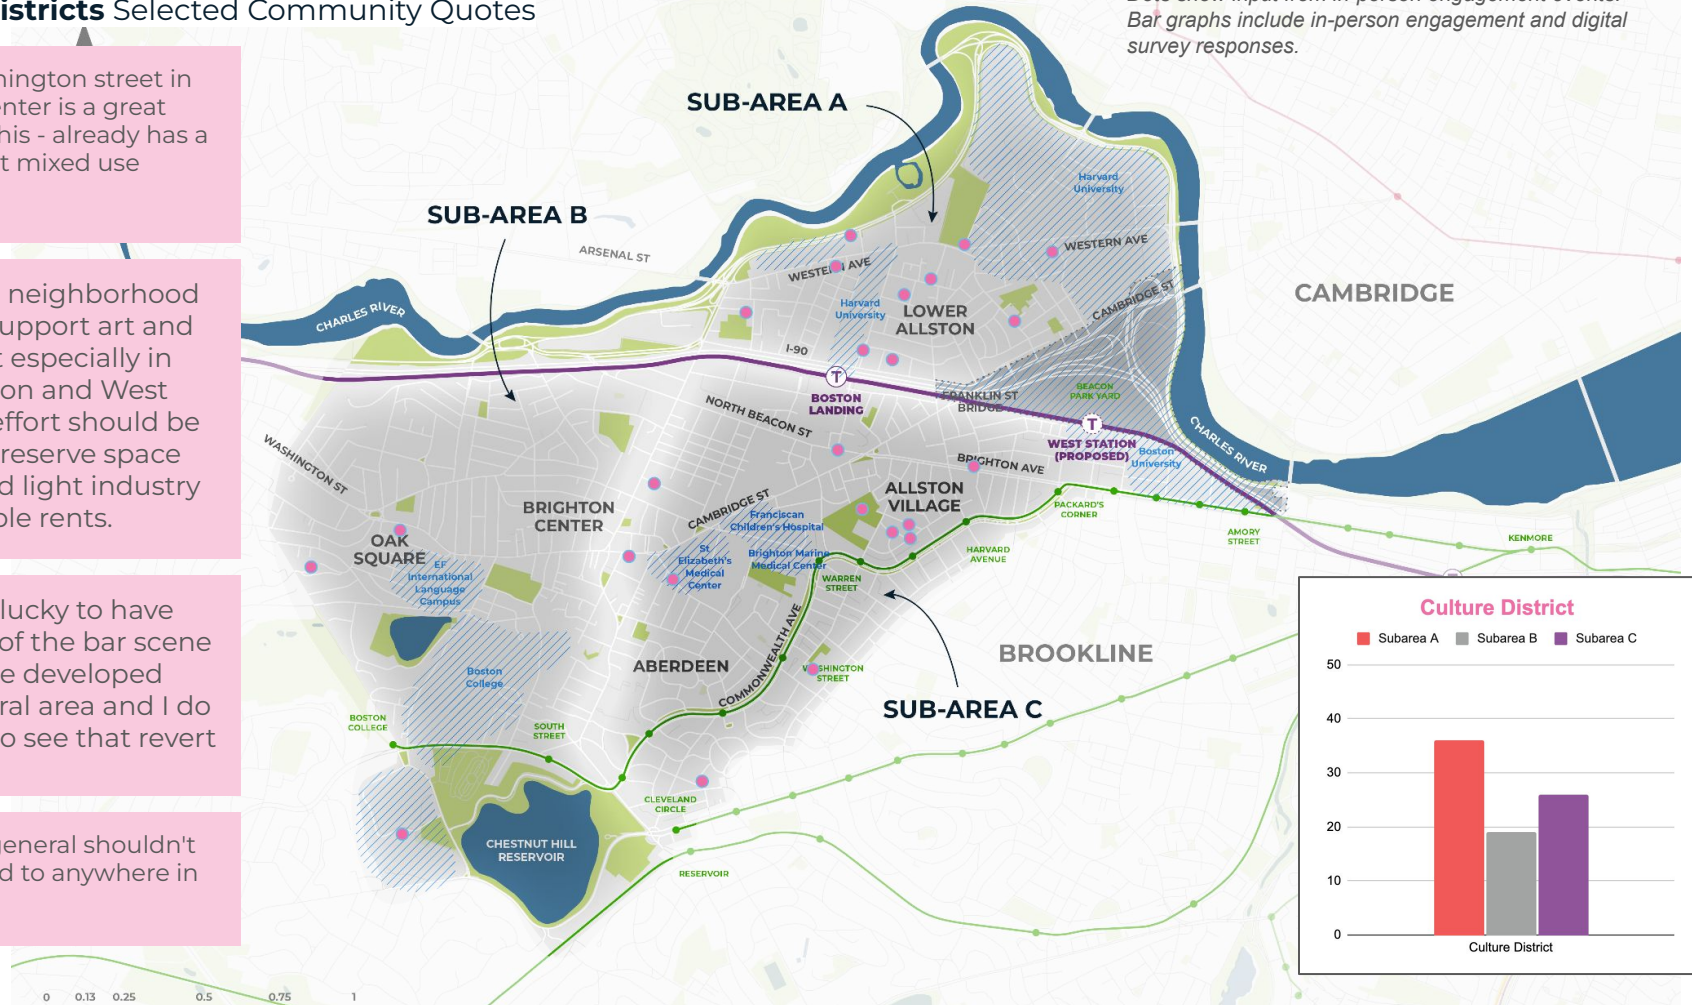 istricts Selected Community Quotes
Bar graphs include in-person engagement and digital
survey responses.
hington street in
enter is a great
his - already has a
t mixed use
neighborhood
upport art and
t especially in
on and West
effort should be
reserve space
d light industry
ble rents.
lucky to have
of the bar scene
e developed
ral area and I do
o see that revert
general shouldn't
d to anywhere in
SUB-AREA A
SUB-AREA B
SUB-AREA C
ARSENAL ST
CHARLES RIVER
Harvard
University
WESTERN AVE
WESTERN AVE
Harvard
University
LOWER
ALLSTON
CAMBRIDGE ST
CAMBRIDGE
I-90
T
BOSTON
LANDING
FRANKLIN ST
BRIDGE
BEACON
PARK YARD
T
WEST STATION
(PROPOSED)
Boston
University
CHARLES RIVER
NORTH BEACON ST
BRIGHTON AVE
WASHINGTON ST
BRIGHTON
CENTER
CAMBRIDGE ST
ALLSTON
VILLAGE
Franciscan
Children's Hospital
PACKARD'S
CORNER
AMORY
STREET
KENMORE
OAK
SQUARE
EF
International
Language
Campus
St
Elizabeth's
Medical
Center
Brighton Marine
Medical Center
WARREN
STREET
HARVARD
AVENUE
COMMONWEALTH AVE
ABERDEEN
WASHINGTON
STREET
BROOKLINE
Boston
College
BOSTON
COLLEGE
SOUTH
STREET
CLEVELAND
CIRCLE
CHESTNUT HILL
RESERVOIR
RESERVOIR
Culture District
Subarea A Subarea B Subarea C
50
40
30
20
10
0
Culture District
0 0.13 0.25 0.5 0.75 1